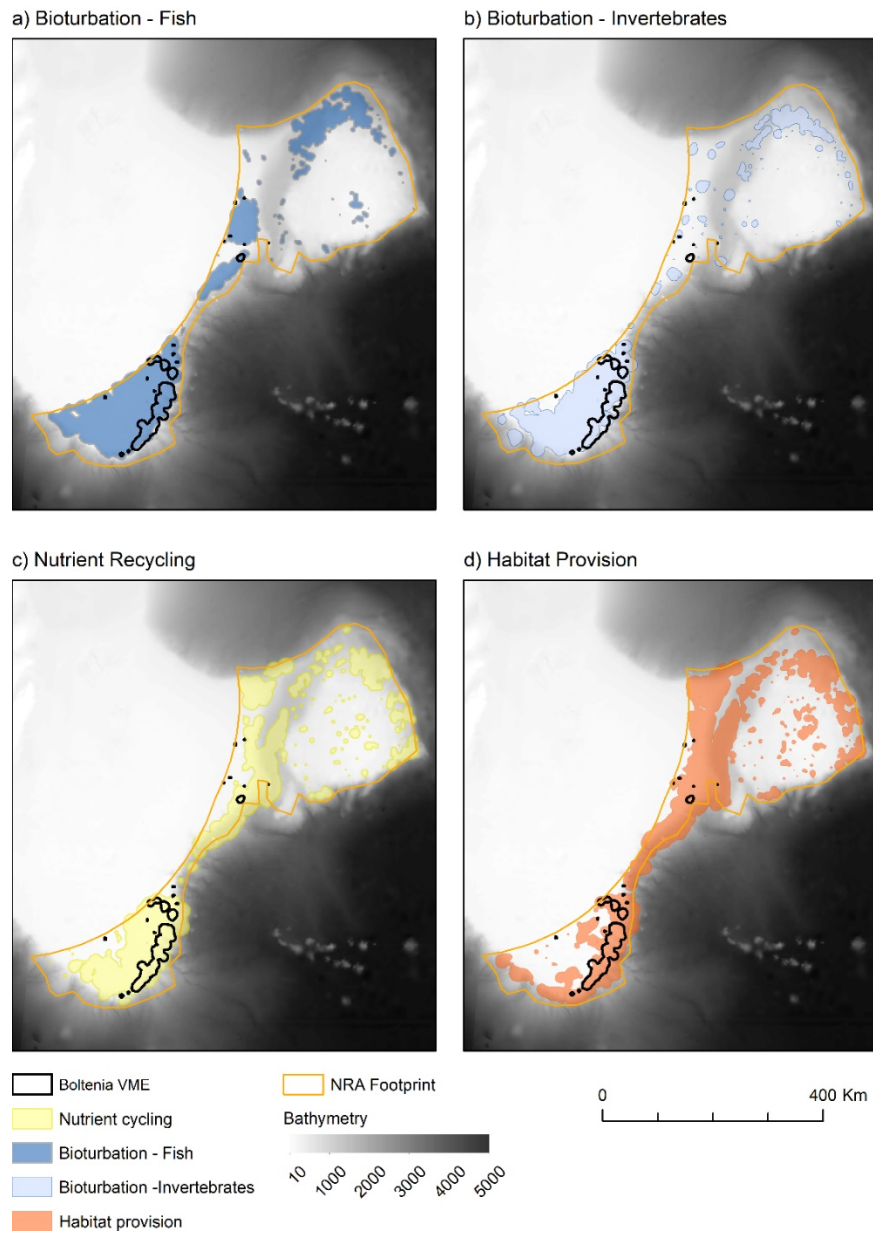 a) Bioturbation - Fish
b) Bioturbation - Invertebrates
c) Nutrient Recycling
d) Habitat Provision
Boltenia VME
Nutrient cycling
Bioturbation - Fish
Bioturbation -Invertebrates
Habitat provision
NRA Footprint
Bathymetry
10
1000
2000
3000
4000
5000
0
400 Km